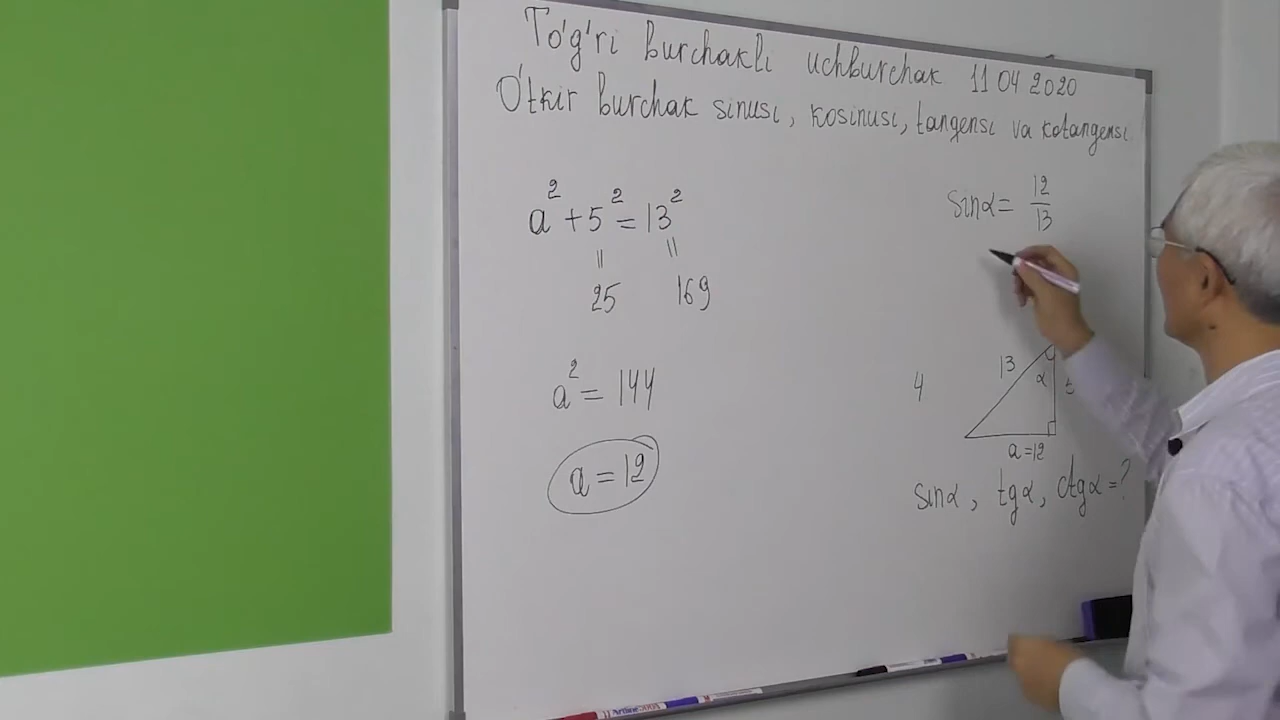 To'g'ri burchakli uchburchak 11 04 2020
O'tkir burchak sinusi, kosinusi, tangensi va kotangensi
a² + 5² = 13²
25 169
a² = 144
a = 12
sinα = 12/13
4
13
α
5
a = 12
sinα, tgα, ctgα = ?
Artline